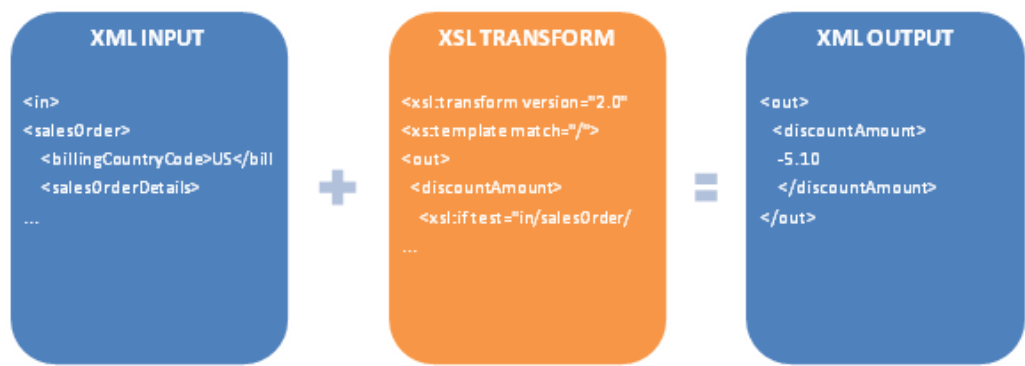 XML INPUT
<in>
<salesOrder>
<billingCountryCode>US</bill
<salesOrderDetails>
...
+
XSL TRANSFORM
<xsl:transform version="2.0"
<xs:template match="/">
<out>
<discountAmount>
<xsl:if test="in/salesOrder/
...
=
XML OUTPUT
<out>
<discountAmount>
-5.10
</discountAmount>
</out>